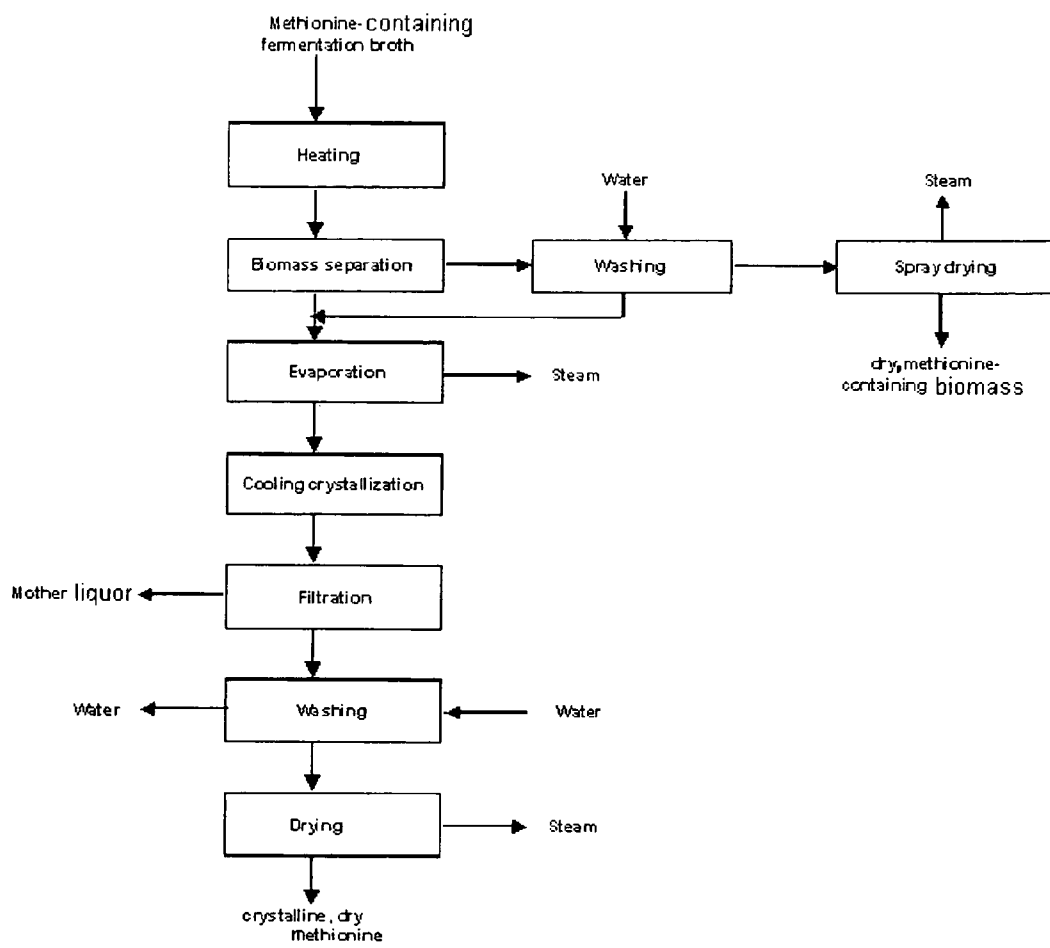 Methionine-containing
fermentation broth
Heating
Water
Steam
Biomass separation
Washing
Spray drying
Evaporation
Steam
dry, methionine-
containing biomass
Cooling crystallization
Mother liquor
Filtration
Water
Washing
Water
Drying
Steam
crystalline, dry
methionine